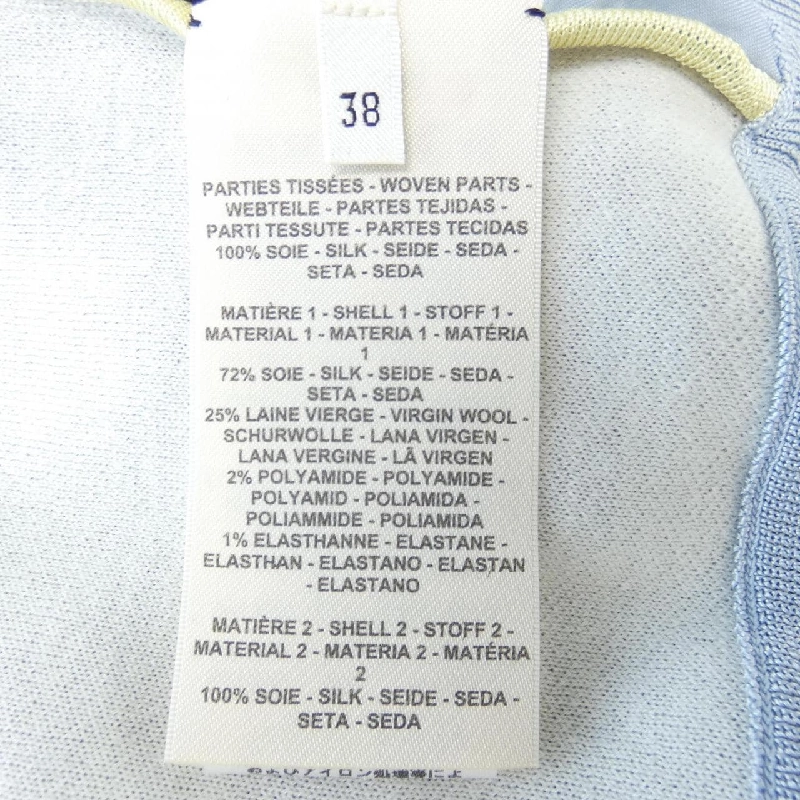 38
PARTIES TISSÉES - WOVEN PARTS -
WEBTEILE - PARTES TEJIDAS -
PARTI TESSUTE - PARTES TECIDAS
100% SOIE - SILK - SEIDE - SEDA -
SETA - SEDA
MATIÈRE 1 - SHELL 1 - STOFF 1 -
MATERIAL 1 - MATERIA 1 - MATÉRIA
1
72% SOIE - SILK - SEIDE - SEDA -
SETA - SEDA
25% LAINE VIERGE - VIRGIN WOOL -
SCHURWOLLE - LANA VIRGEN -
LANA VERGINE - LÃ VIRGEN
2% POLYAMIDE - POLYAMIDE -
POLYAMID - POLIAMIDA -
POLIAMMIDE - POLIAMIDA
1% ELASTHANNE - ELASTANE -
ELASTHAN - ELASTANO - ELASTAN
- ELASTANO
MATIÈRE 2 - SHELL 2 - STOFF 2 -
MATERIAL 2 - MATERIA 2 - MATÉRIA
2
100% SOIE - SILK - SEIDE - SEDA -
SETA - SEDA